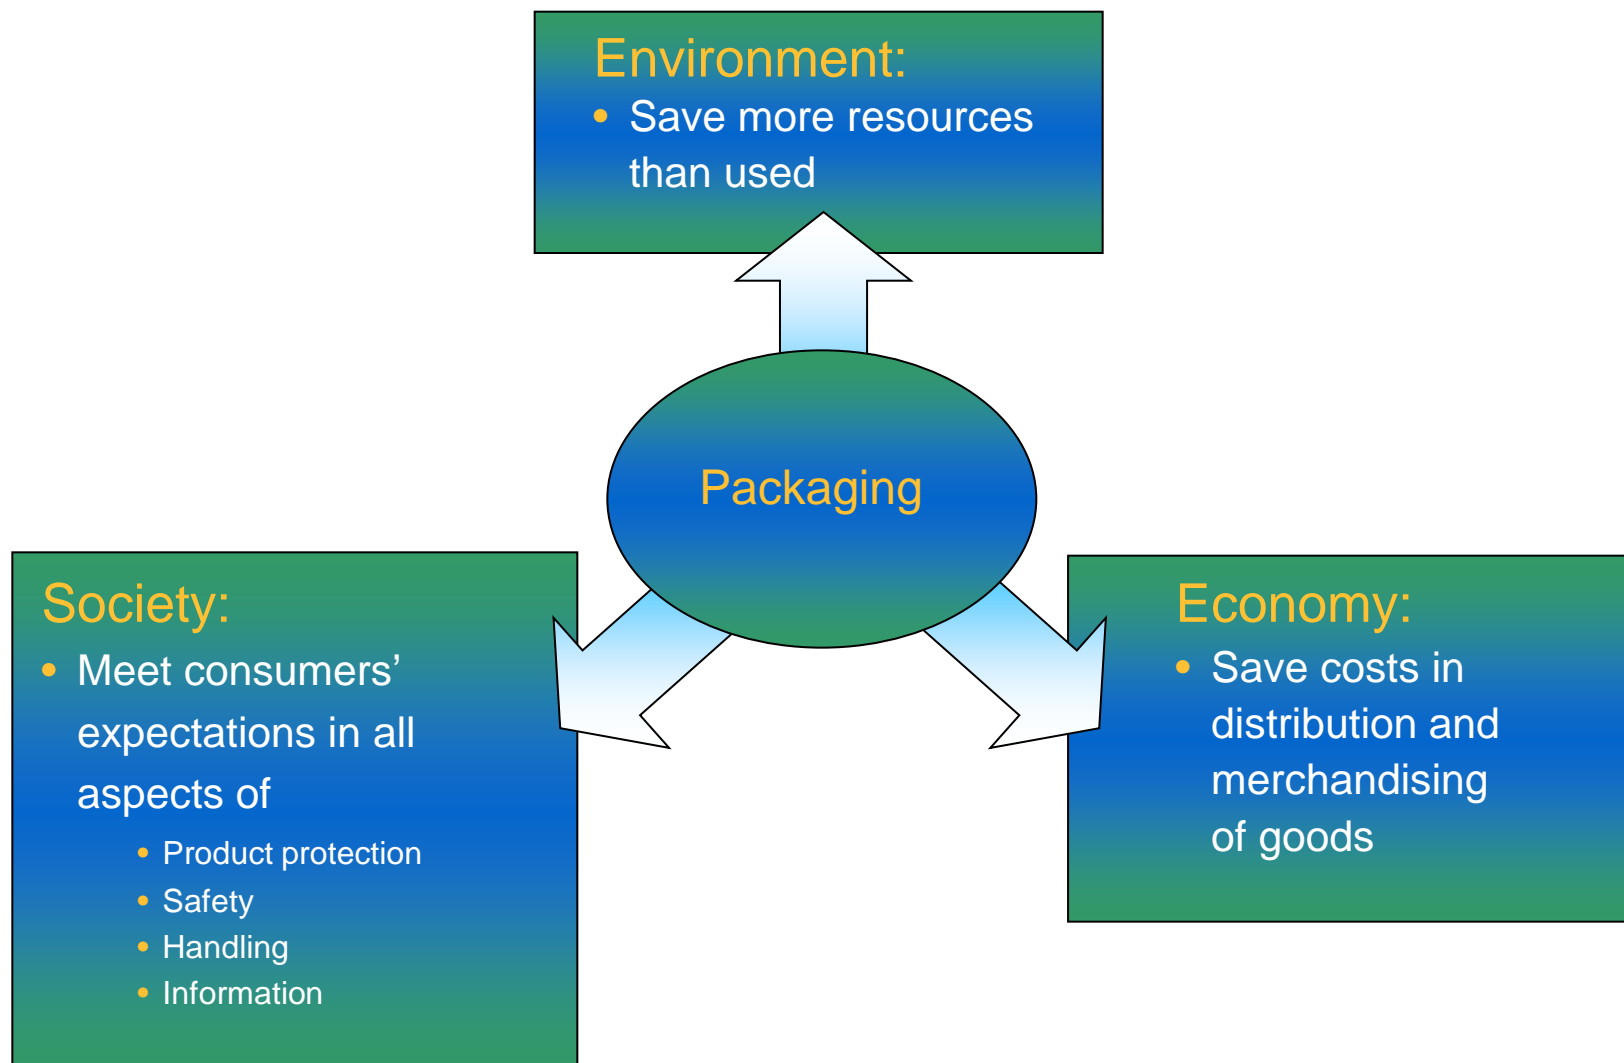 Environment:
• Save more resources
than used
Packaging
Society:
• Meet consumers’
expectations in all
aspects of
• Product protection
• Safety
• Handling
• Information
Economy:
• Save costs in
distribution and
merchandising
of goods